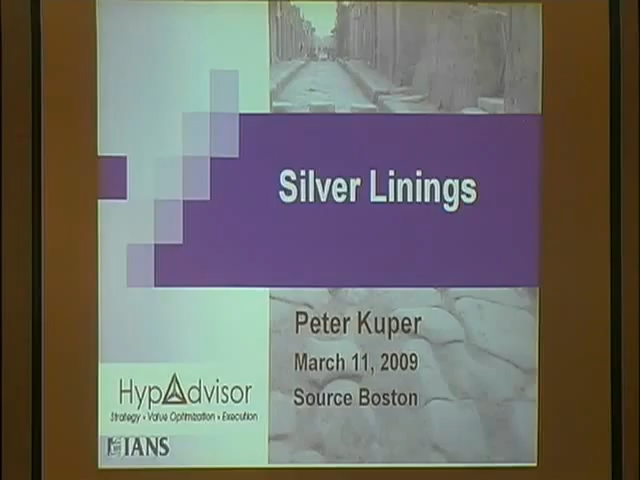 Silver Linings
Peter Kuper
March 11, 2009
Source Boston
HypAdvisor
Strategy • Value Optimization • Execution
IANS